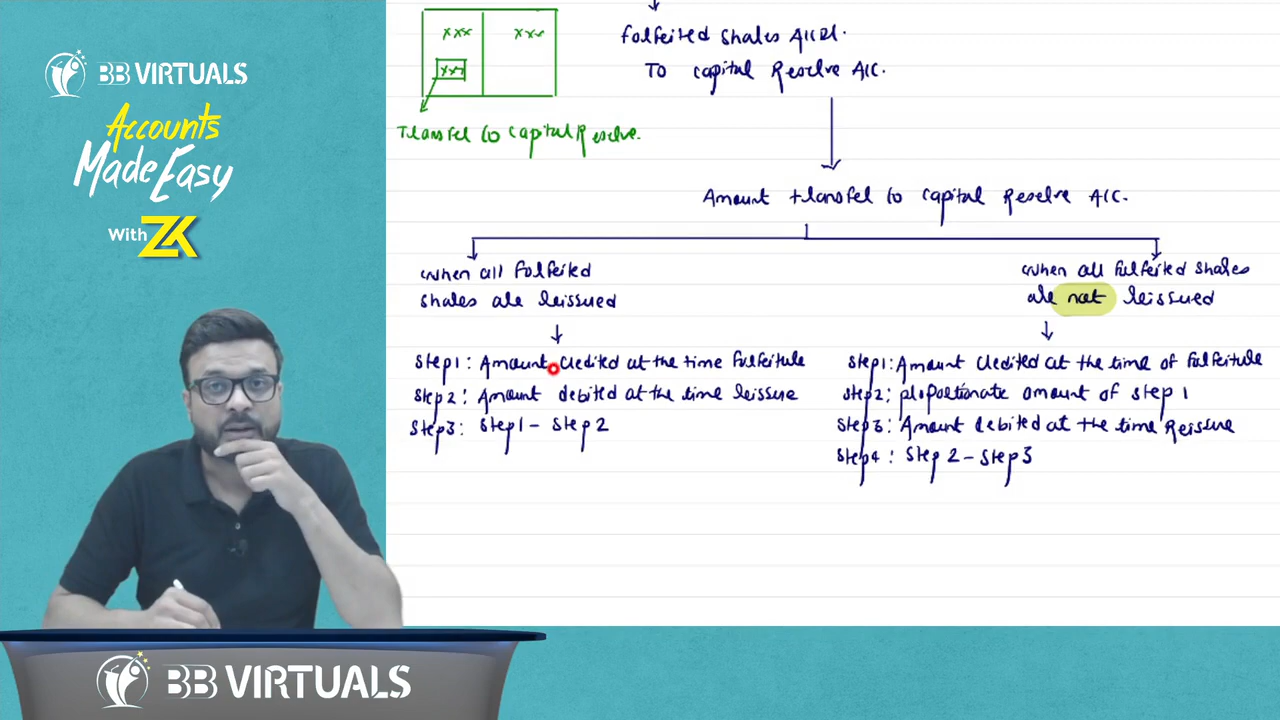 BB VIRTUALS
Accounts
Made Easy
With ZK
xxx xxx
xxx
Transfer to Capital Reserve.
Forfeited Shares A/c Dr.
To Capital Reserve A/c.
Amount transfer to Capital Reserve A/c.
When all Forfeited
shares are Reissued
Step1: Amount credited at the time Forfeiture
Step2: Amount debited at the time Reissue
Step3: Step1 - Step2
When all forfeited shares
are not Reissued
Step1: Amount credited at the time of Forfeiture
Step2: proportionate amount of Step 1
Step3: Amount debited at the time Reissue
Step4: Step 2 - Step3
BB VIRTUALS